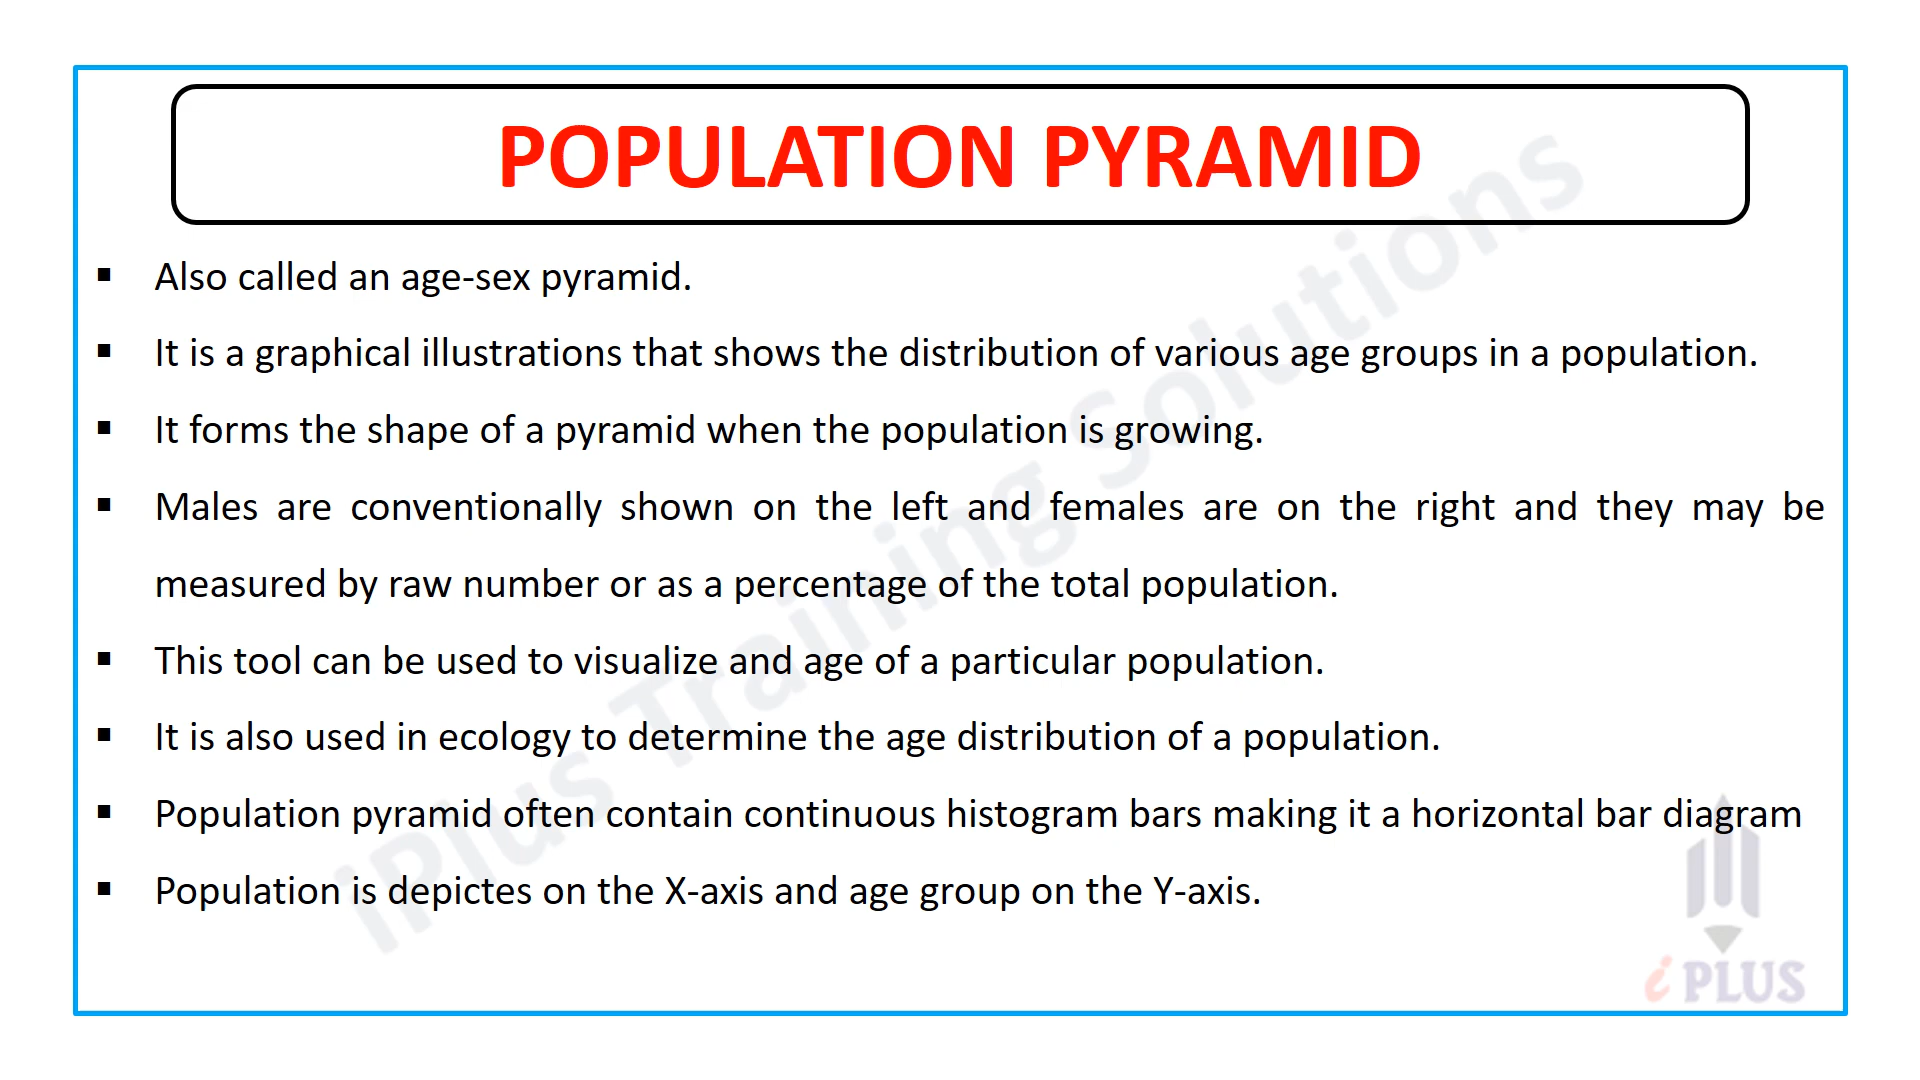 POPULATION PYRAMID
▪ Also called an age-sex pyramid.
▪ It is a graphical illustrations that shows the distribution of various age groups in a population.
▪ It forms the shape of a pyramid when the population is growing.
▪ Males are conventionally shown on the left and females are on the right and they may be
measured by raw number or as a percentage of the total population.
▪ This tool can be used to visualize and age of a particular population.
▪ It is also used in ecology to determine the age distribution of a population.
▪ Population pyramid often contain continuous histogram bars making it a horizontal bar diagram
▪ Population is depictes on the X-axis and age group on the Y-axis.
iPlus Training Solutions
i PLUS